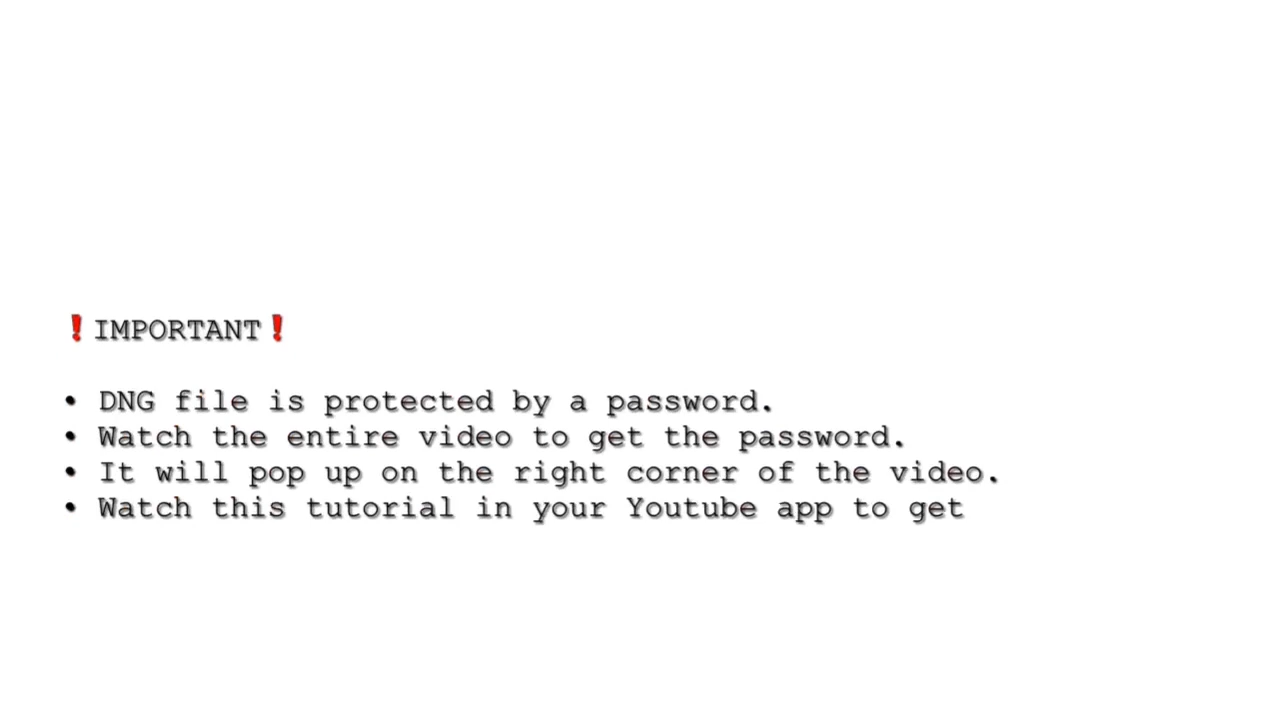 ❗IMPORTANT❗
• DNG file is protected by a password.
• Watch the entire video to get the password.
• It will pop up on the right corner of the video.
• Watch this tutorial in your Youtube app to get